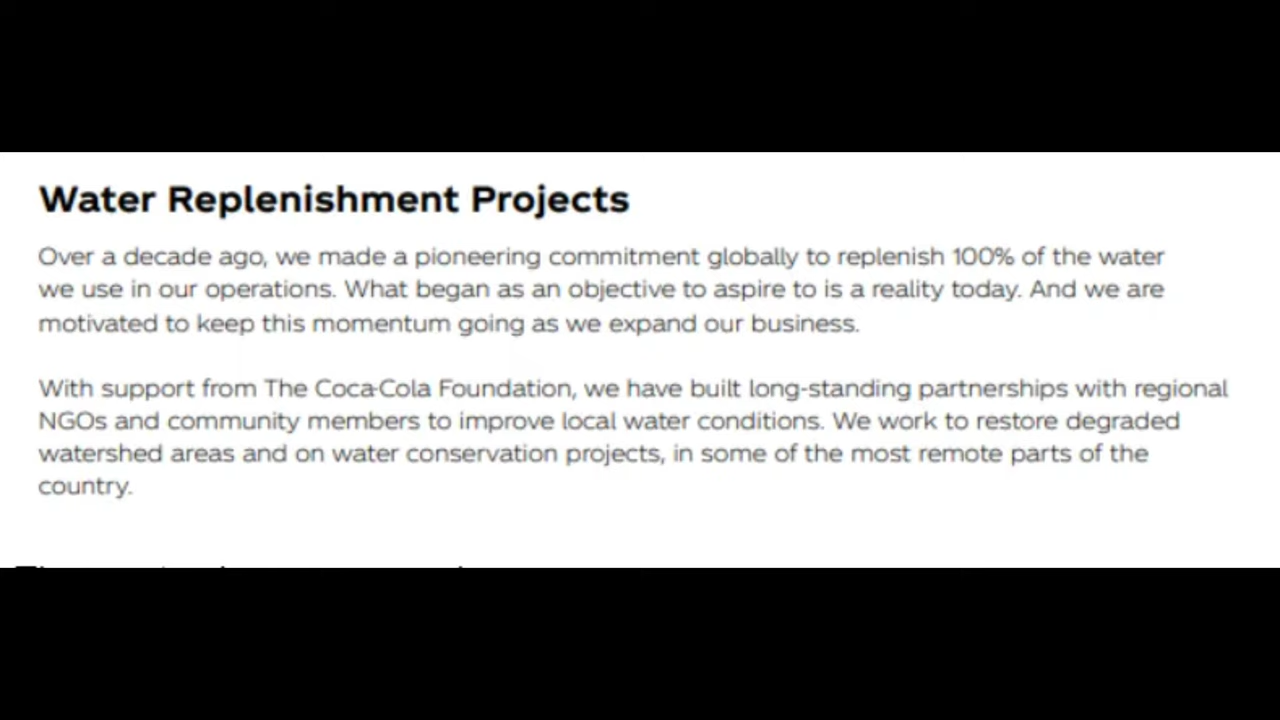 Water Replenishment Projects
Over a decade ago, we made a pioneering commitment globally to replenish 100% of the water
we use in our operations. What began as an objective to aspire to is a reality today. And we are
motivated to keep this momentum going as we expand our business.
With support from The Coca-Cola Foundation, we have built long-standing partnerships with regional
NGOs and community members to improve local water conditions. We work to restore degraded
watershed areas and on water conservation projects, in some of the most remote parts of the
country.